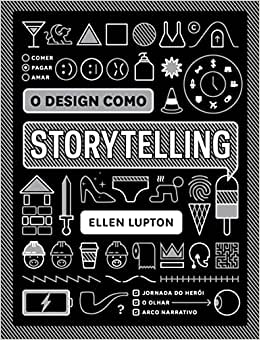 ©
COMER
PAGAR
AMAR
O DESIGN COMO
STORYTELLING
ELLEN LUPTON
?
JORNADA DO HERÓI
O OLHAR
ARCO NARRATIVO